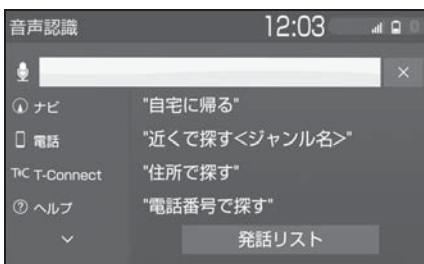 音声認識 12:03
×
ナビ "自宅に帰る"
電話 "近くで探す<ジャンル名>"
T-Connect "住所で探す"
ヘルプ "電話番号で探す"
発話リスト